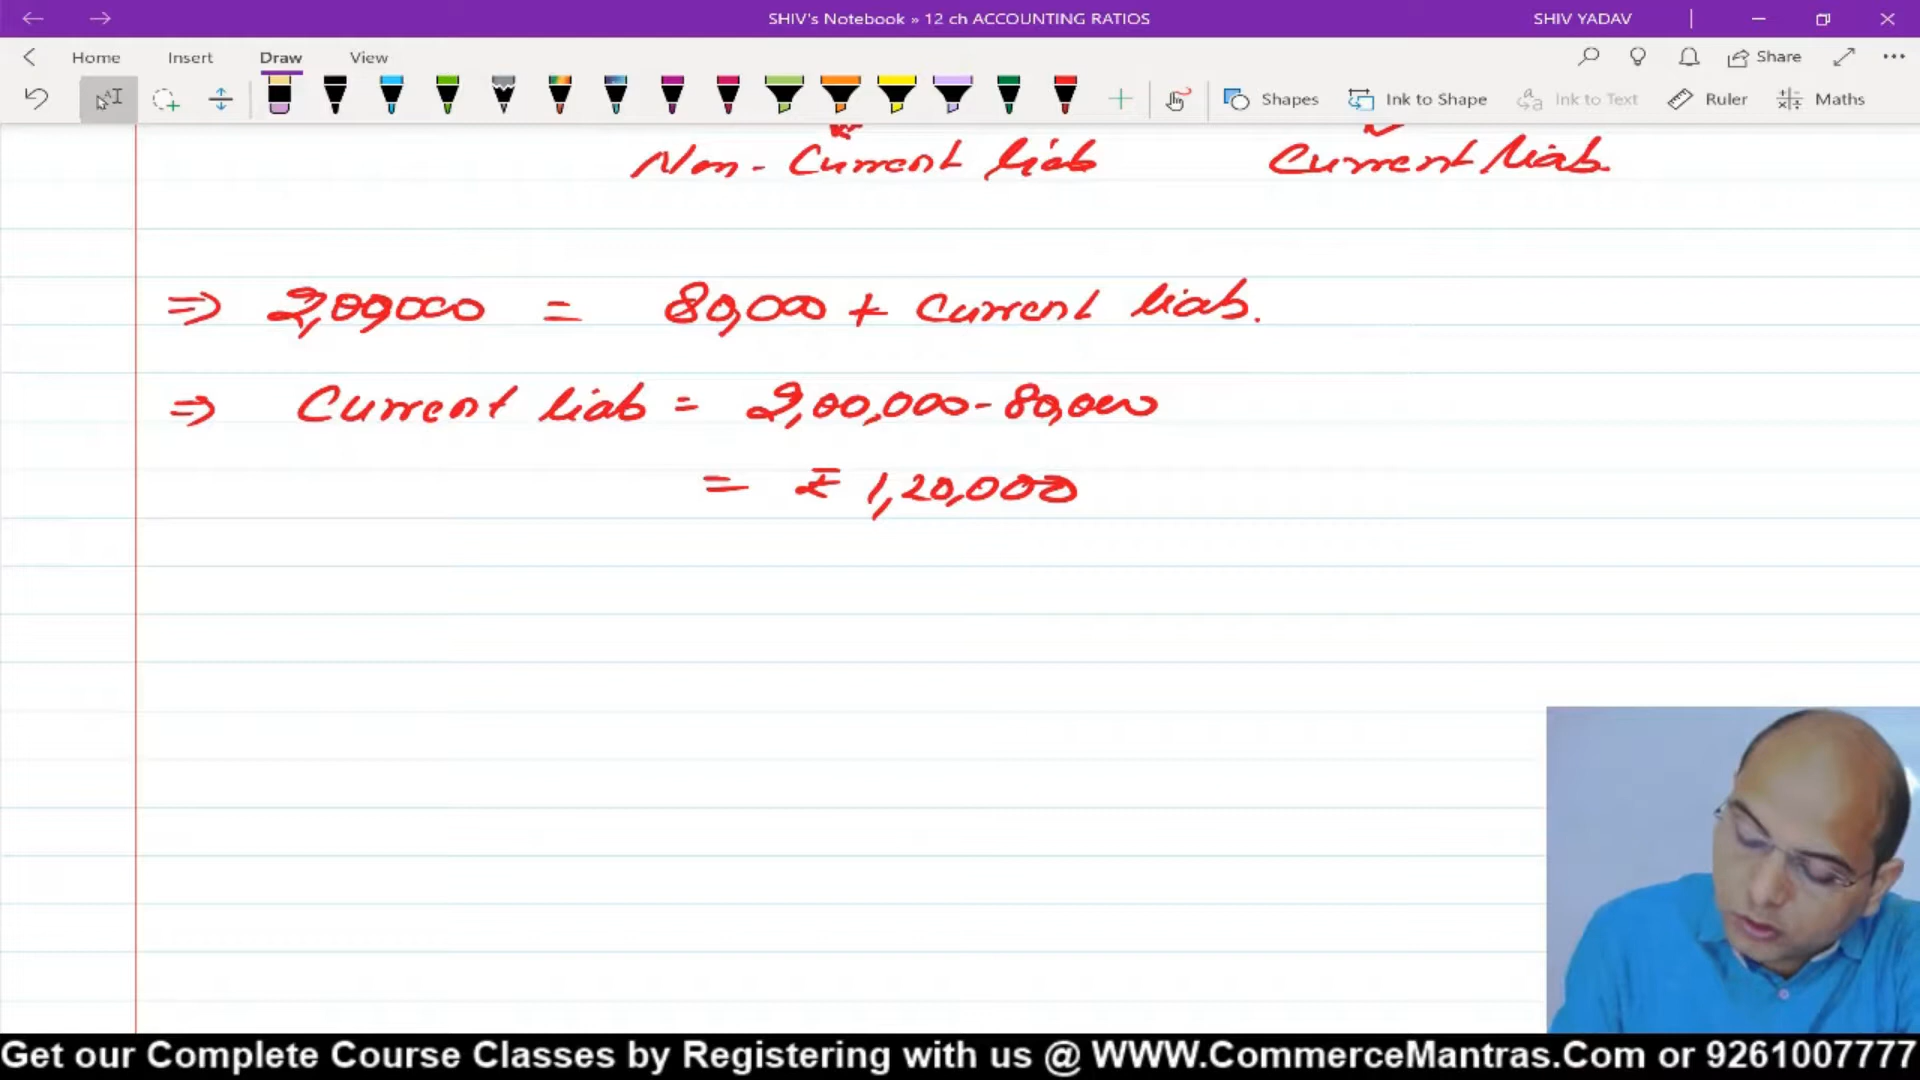 SHIV's Notebook » 12 ch ACCOUNTING RATIOS SHIV YADAV
Home Insert Draw View Share
Shapes Ink to Shape Ink to Text Ruler Maths
Non-Current liab Current liab.
⇒ 2,00,000 = 80,000 + Current liab.
⇒ Current liab = 2,00,000-80,000
= ₹ 1,20,000
Get our Complete Course Classes by Registering with us @ WWW.CommerceMantras.Com or 9261007777